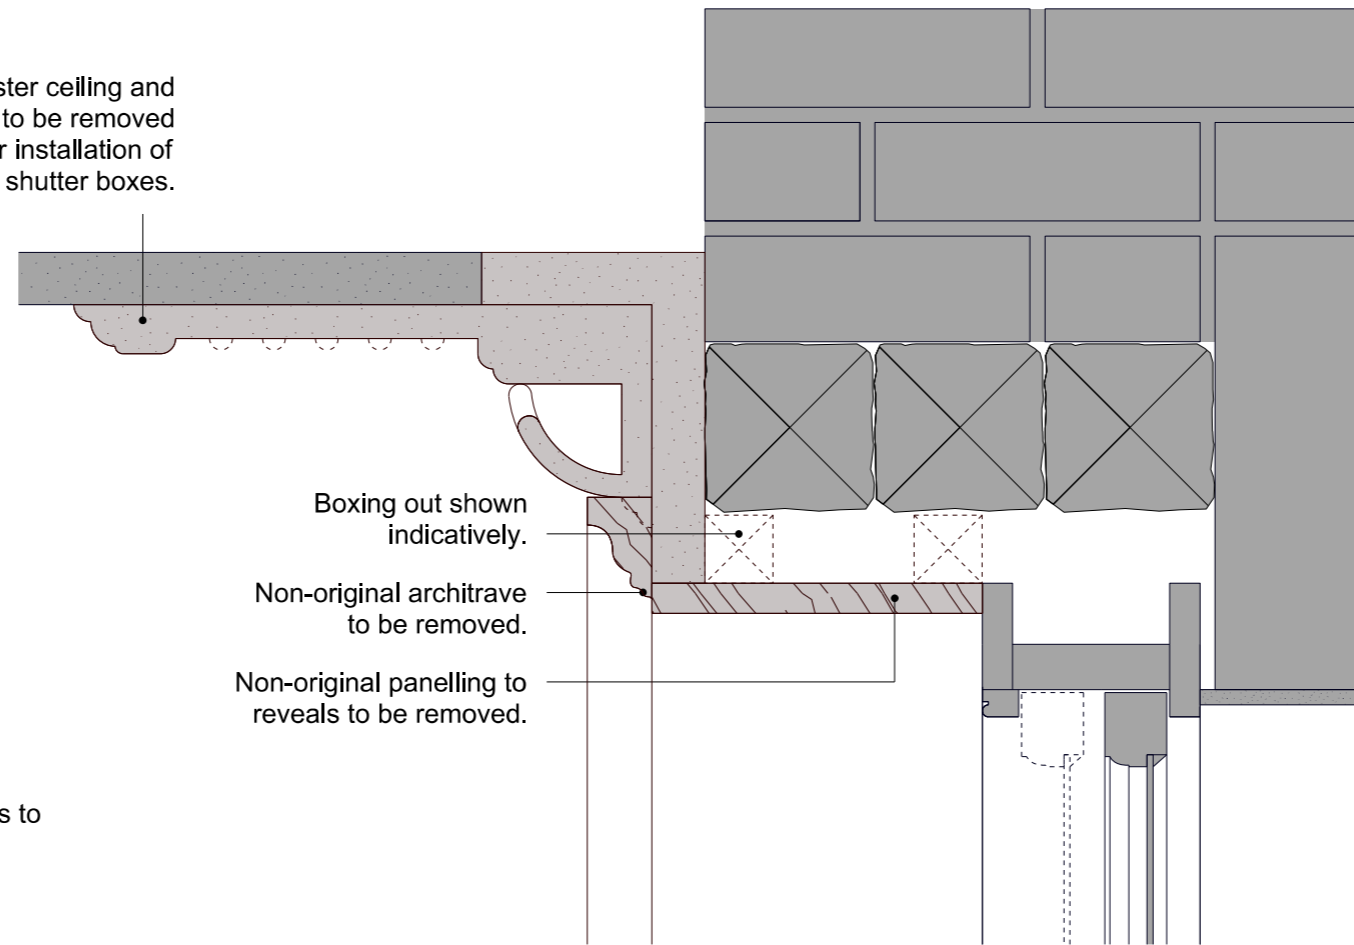 ster ceiling and
to be removed
r installation of
shutter boxes.
Boxing out shown
indicatively.
Non-original architrave
to be removed.
Non-original panelling to
reveals to be removed.
s to